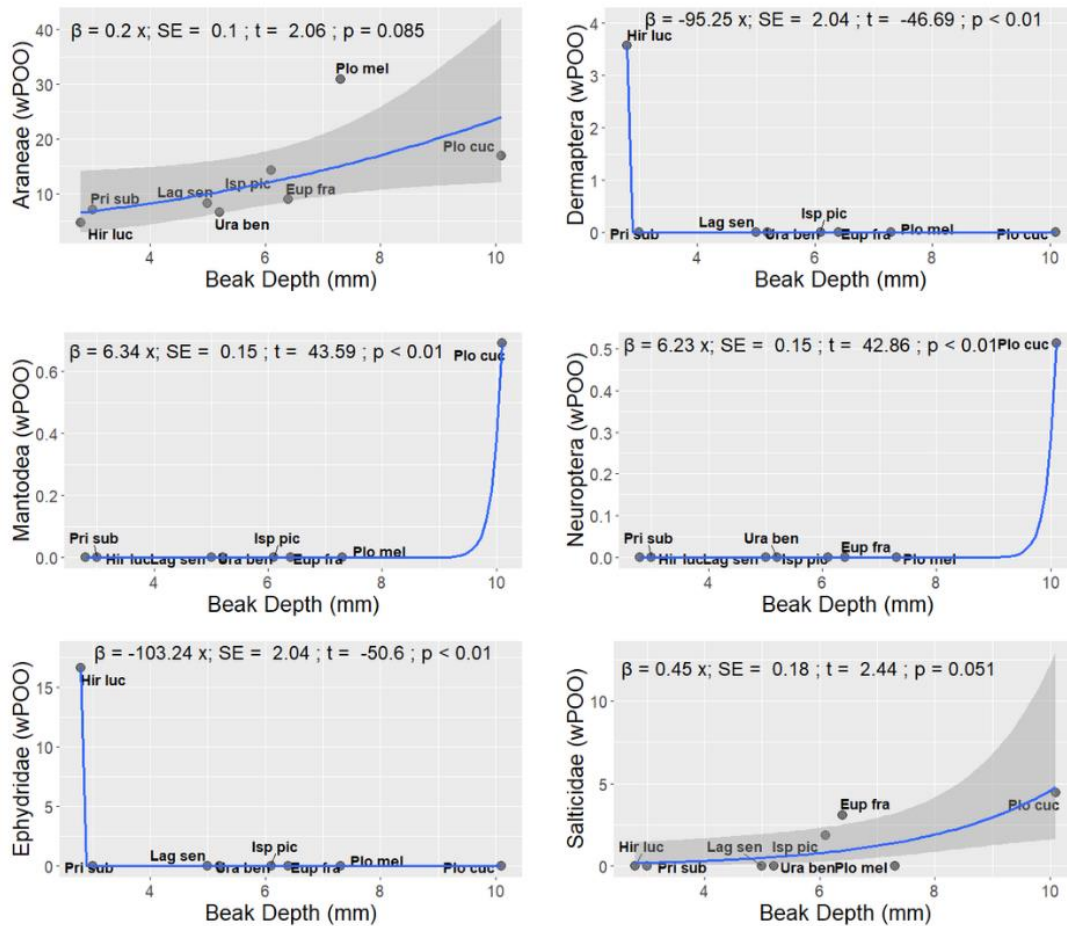 β = 0.2 x; SE = 0.1 ; t = 2.06 ; p = 0.085
Araneae (wPOO)
40
30
20
10
Plo mel
Plo cuc
Pri sub
Lag sen
Isp pic
Eup fra
Hir luc
Ura ben
4 6 8 10
Beak Depth (mm)
β = -95.25 x; SE = 2.04 ; t = -46.69 ; p < 0.01
Dermaptera (wPOO)
4
3
2
1
0
Hir luc
Lag sen
Isp pic
Pri sub
Ura ben
Eup fra
Plo mel
Plo cuc
4 6 8 10
Beak Depth (mm)
β = 6.34 x; SE = 0.15 ; t = 43.59 ; p < 0.01
Mantodea (wPOO)
0.6
0.4
0.2
0.0
Plo cuc
Pri sub
Isp pic
Hir luc
Lag sen
Ura ben
Eup fra
Plo mel
4 6 8 10
Beak Depth (mm)
β = 6.23 x; SE = 0.15 ; t = 42.86 ; p < 0.01
Neuroptera (wPOO)
0.5
0.4
0.3
0.2
0.1
0.0
Plo cuc
Pri sub
Ura ben
Eup fra
Hir luc
Lag sen
Isp pic
Plo mel
4 6 8 10
Beak Depth (mm)
β = -103.24 x; SE = 2.04 ; t = -50.6 ; p < 0.01
Ephydridae (wPOO)
15
10
5
0
Hir luc
Lag sen
Isp pic
Pri sub
Ura ben
Eup fra
Plo mel
Plo cuc
4 6 8 10
Beak Depth (mm)
β = 0.45 x; SE = 0.18 ; t = 2.44 ; p = 0.051
Salticidae (wPOO)
10
5
0
Eup fra
Plo cuc
Hir luc
Lag sen
Isp pic
Pri sub
Ura ben
Plo mel
4 6 8 10
Beak Depth (mm)